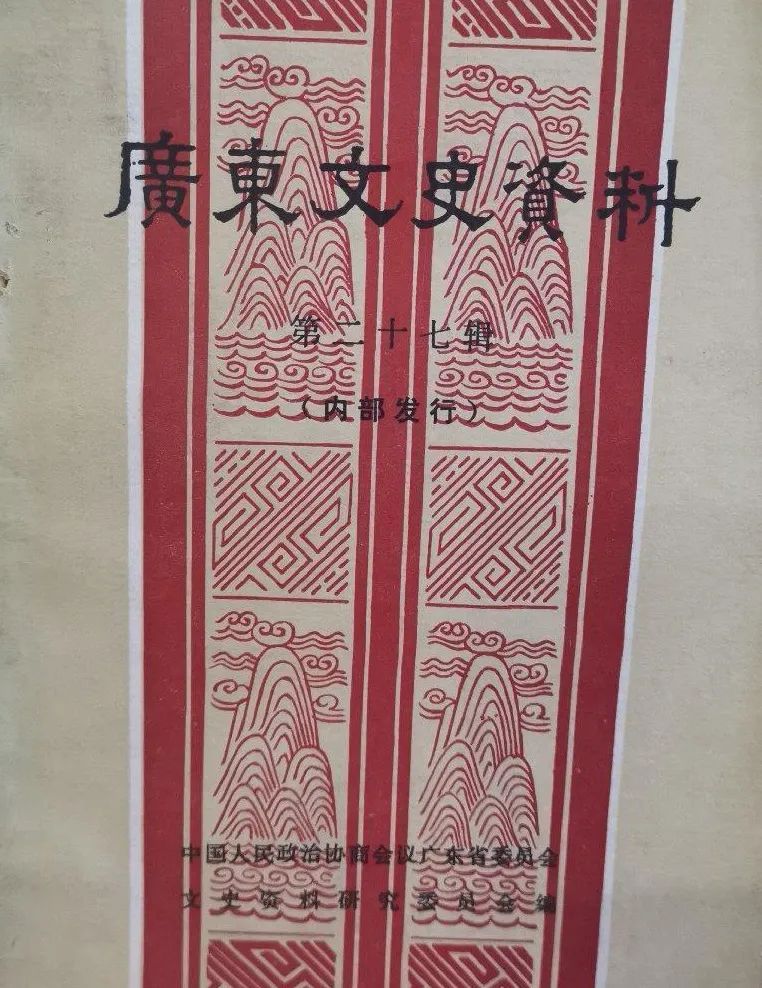 廣東文史資料
第二十七辑
（内部发行）
中国人民政治协商会议广东省委员会
文史资料研究委员会编